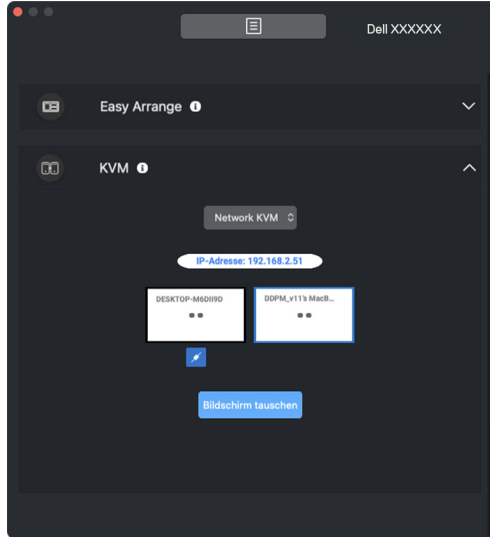 Dell XXXXXX
Easy Arrange
KVM
Network KVM
IP-Adresse: 192.168.2.51
DESKTOP-M6DII9D
DDPM_v11's MacB...
Bildschirm tauschen